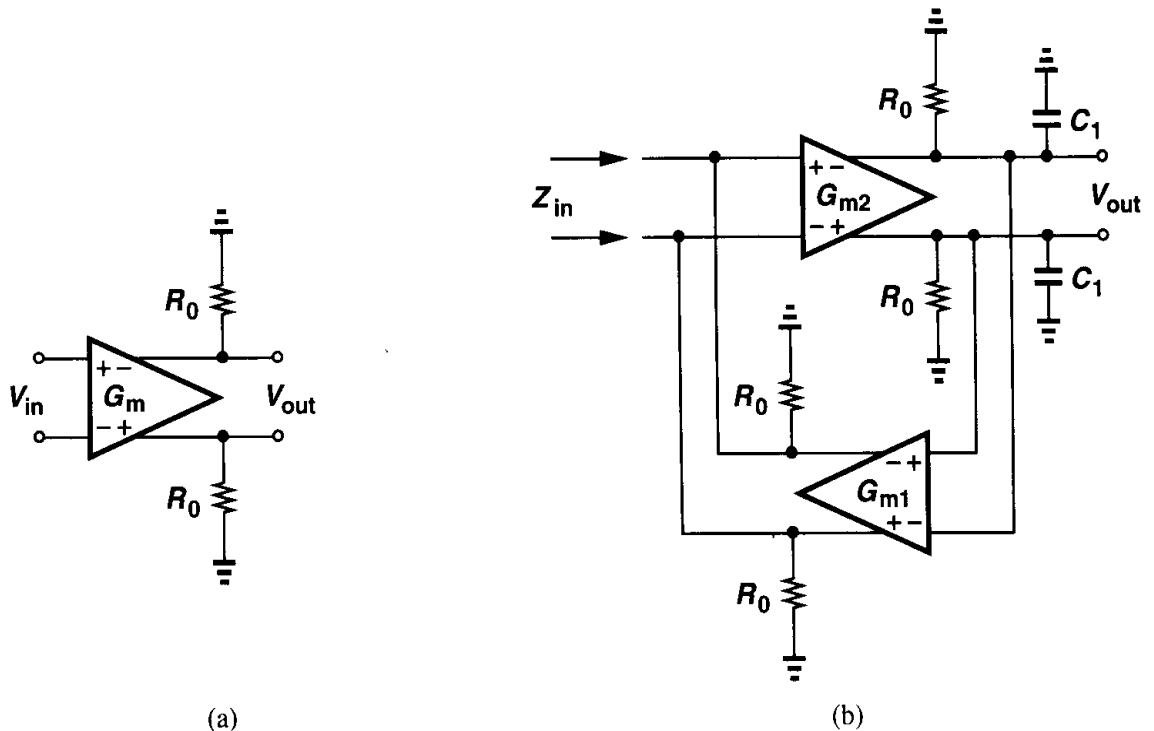 R0
+ −
Vin
Gm
Vout
− +
R0
(a)
R0
C1
+ −
Zin
Gm2
Vout
− +
R0
C1
R0
− +
Gm1
+ −
R0
(b)